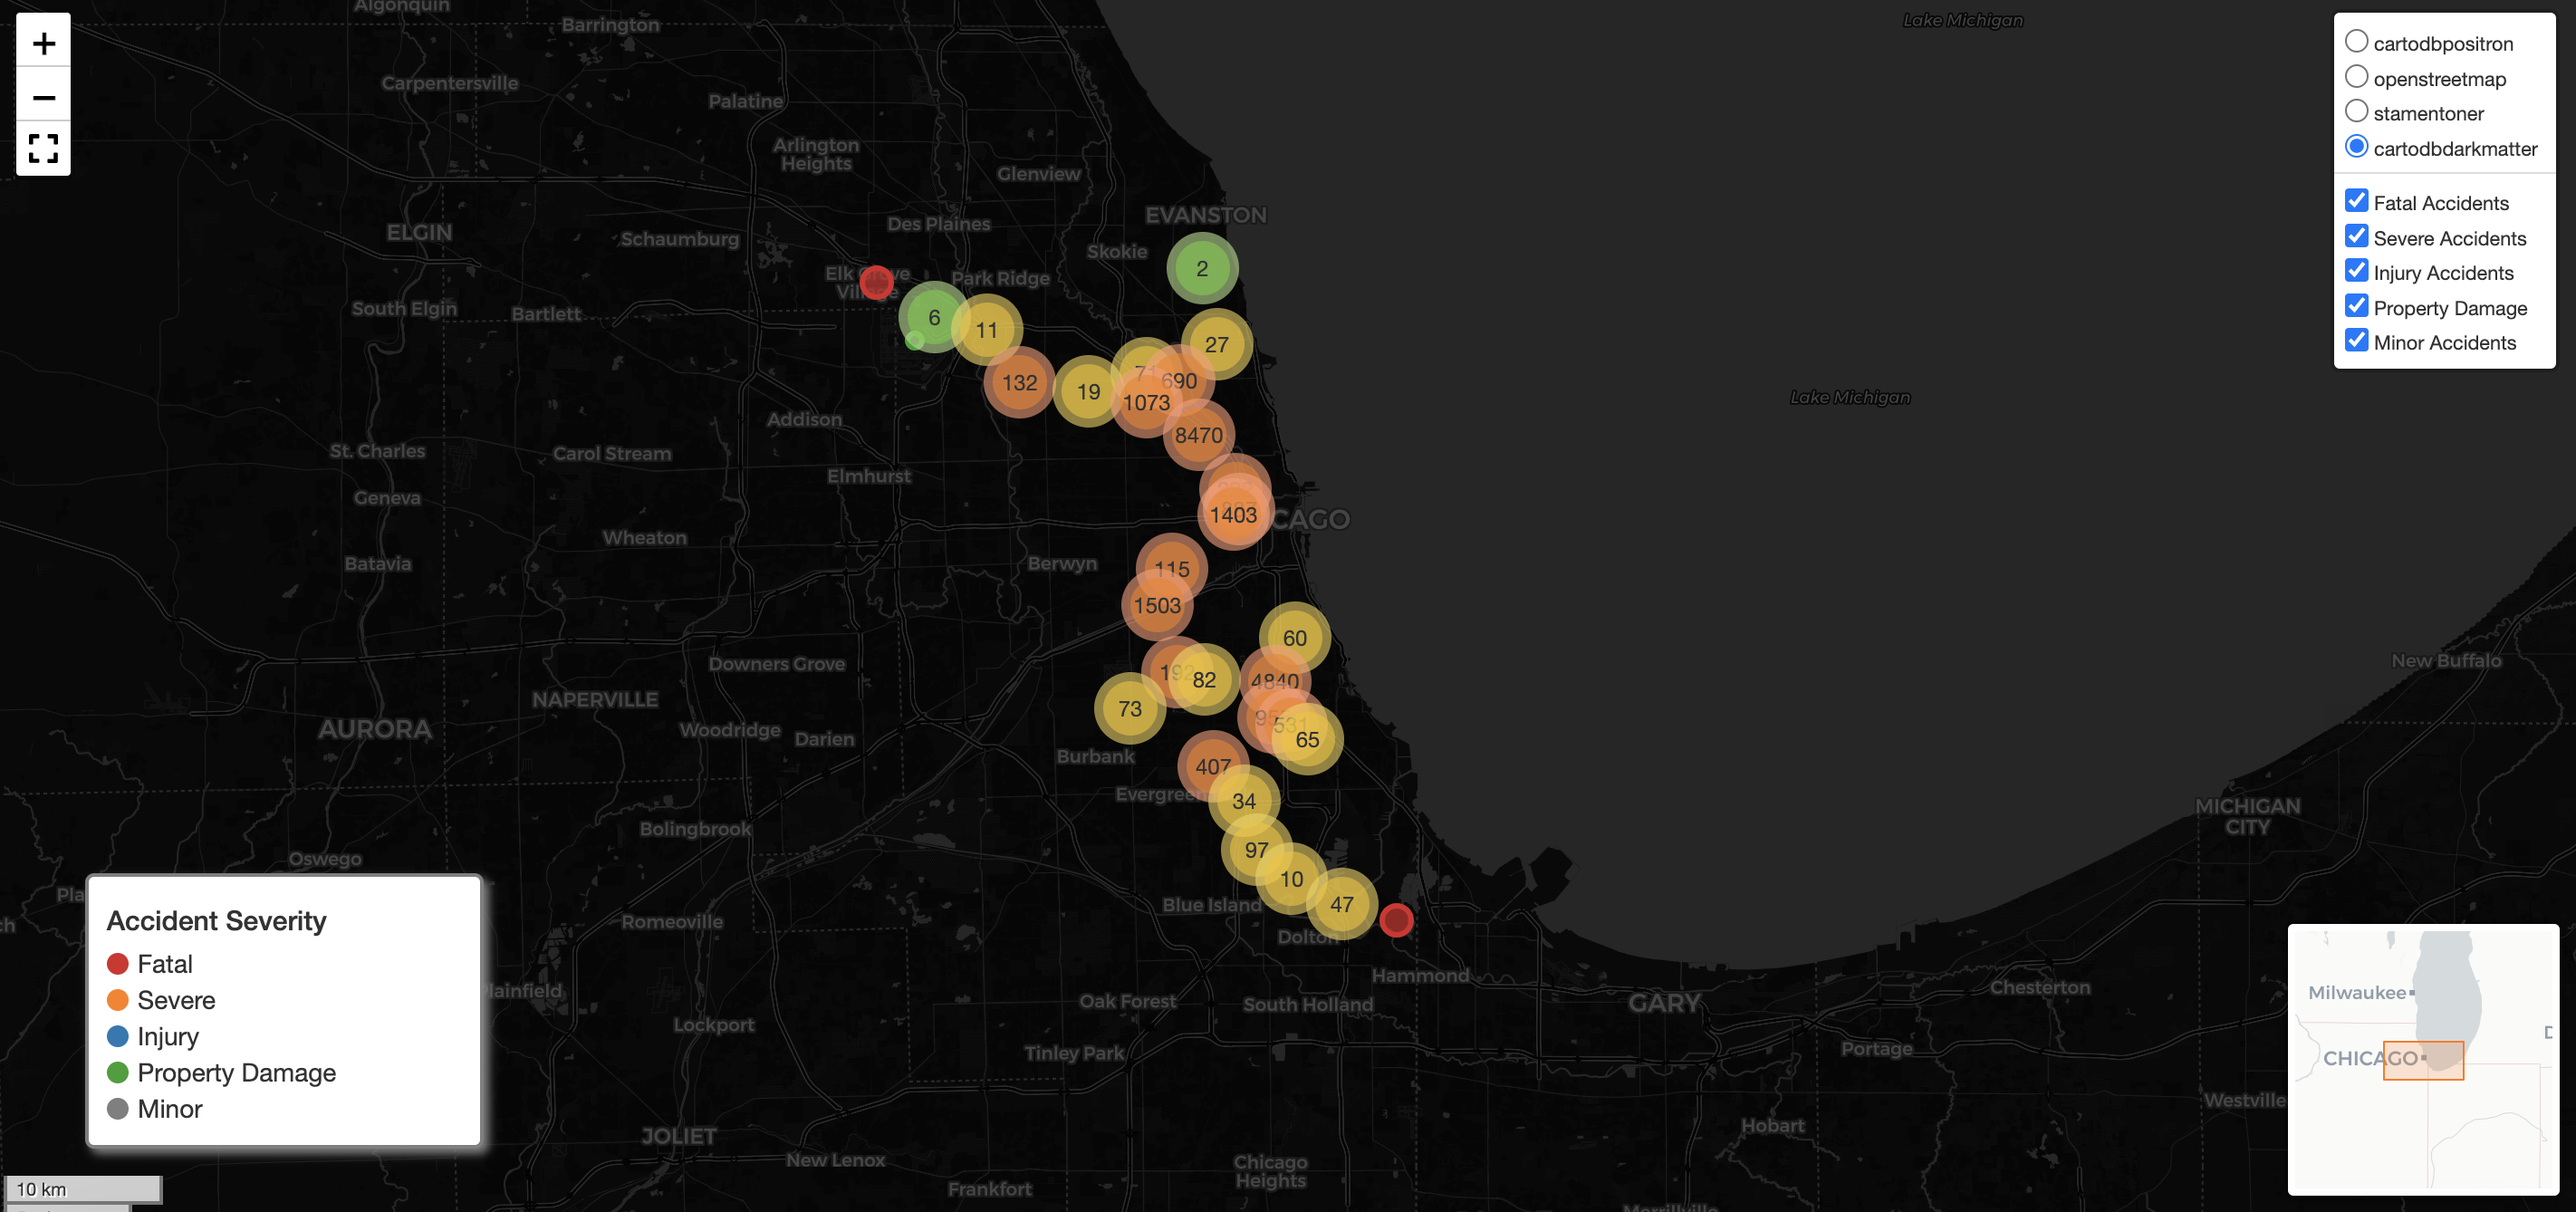 +
−
Algonquin
Barrington
Carpentersville
Palatine
Arlington
Heights
Glenview
Des Plaines
EVANSTON
ELGIN
Schaumburg
Skokie
Park Ridge
South Elgin
Bartlett
Addison
St. Charles
Carol Stream
Elmhurst
Geneva
Wheaton
Batavia
Berwyn
CAGO
Downers Grove
NAPERVILLE
AURORA
Woodridge
Darien
Burbank
Evergreen
Bolingbrook
Oswego
Romeoville
Blue Island
Dolton
Hammond
Oak Forest
South Holland
GARY
Chesterton
Lockport
Tinley Park
Portage
Plainfield
JOLIET
New Lenox
Chicago
Heights
Hobart
Frankfort
Merrillville
Westville
MICHIGAN
CITY
New Buffalo
Lake Michigan
Lake Michigan
2
6
11
27
132
19
690
1073
8470
1403
115
1503
60
82
4840
73
531
65
407
34
97
10
47
cartodbpositron
openstreetmap
stamentoner
cartodbdarkmatter
Fatal Accidents
Severe Accidents
Injury Accidents
Property Damage
Minor Accidents
Accident Severity
Fatal
Severe
Injury
Property Damage
Minor
10 km
Milwaukee
CHICAGO